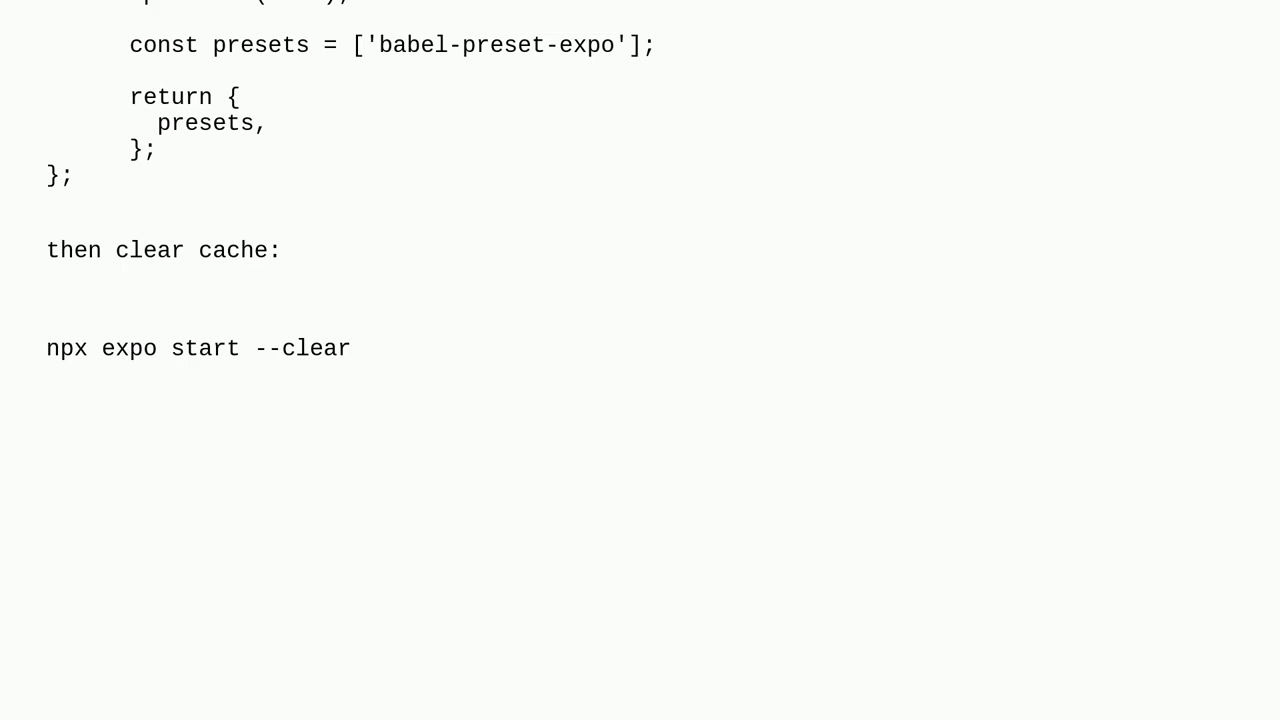 const presets = ['babel-preset-expo'];
return {
presets,
};
};
then clear cache:
npx expo start --clear